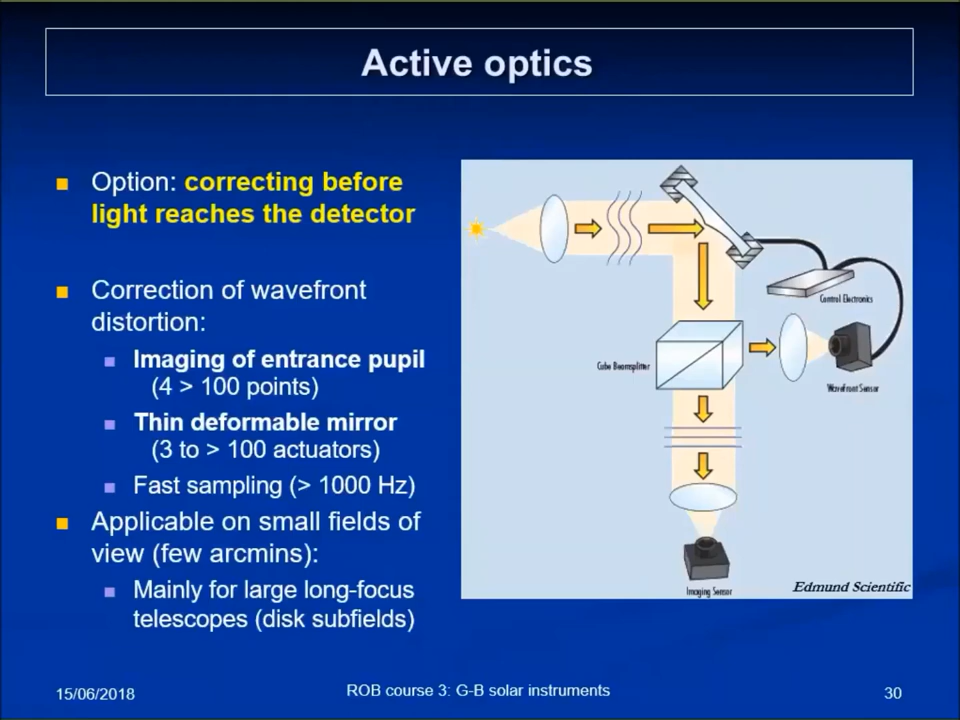 Active optics
Option: correcting before
light reaches the detector
Correction of wavefront
distortion:
Imaging of entrance pupil
(4 > 100 points)
Thin deformable mirror
(3 to > 100 actuators)
Fast sampling (> 1000 Hz)
Applicable on small fields of
view (few arcmins):
Mainly for large long-focus
telescopes (disk subfields)
Control Electronics
Cube Beamsplitter
Wavefront Sensor
Imaging Sensor
Edmund Scientific
15/06/2018
ROB course 3: G-B solar instruments
30